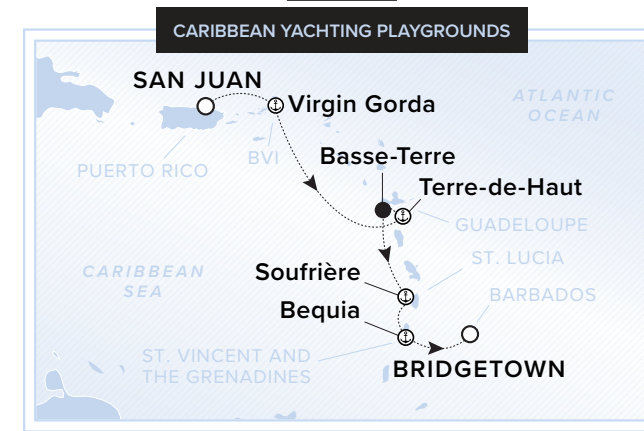 CARIBBEAN YACHTING PLAYGROUNDS
SAN JUAN
Virgin Gorda
ATLANTIC
OCEAN
PUERTO RICO
BVI
Basse-Terre
Terre-de-Haut
GUADELOUPE
ST. LUCIA
CARIBBEAN
SEA
Soufrière
BARBADOS
Bequia
ST. VINCENT AND
THE GRENADINES
BRIDGETOWN